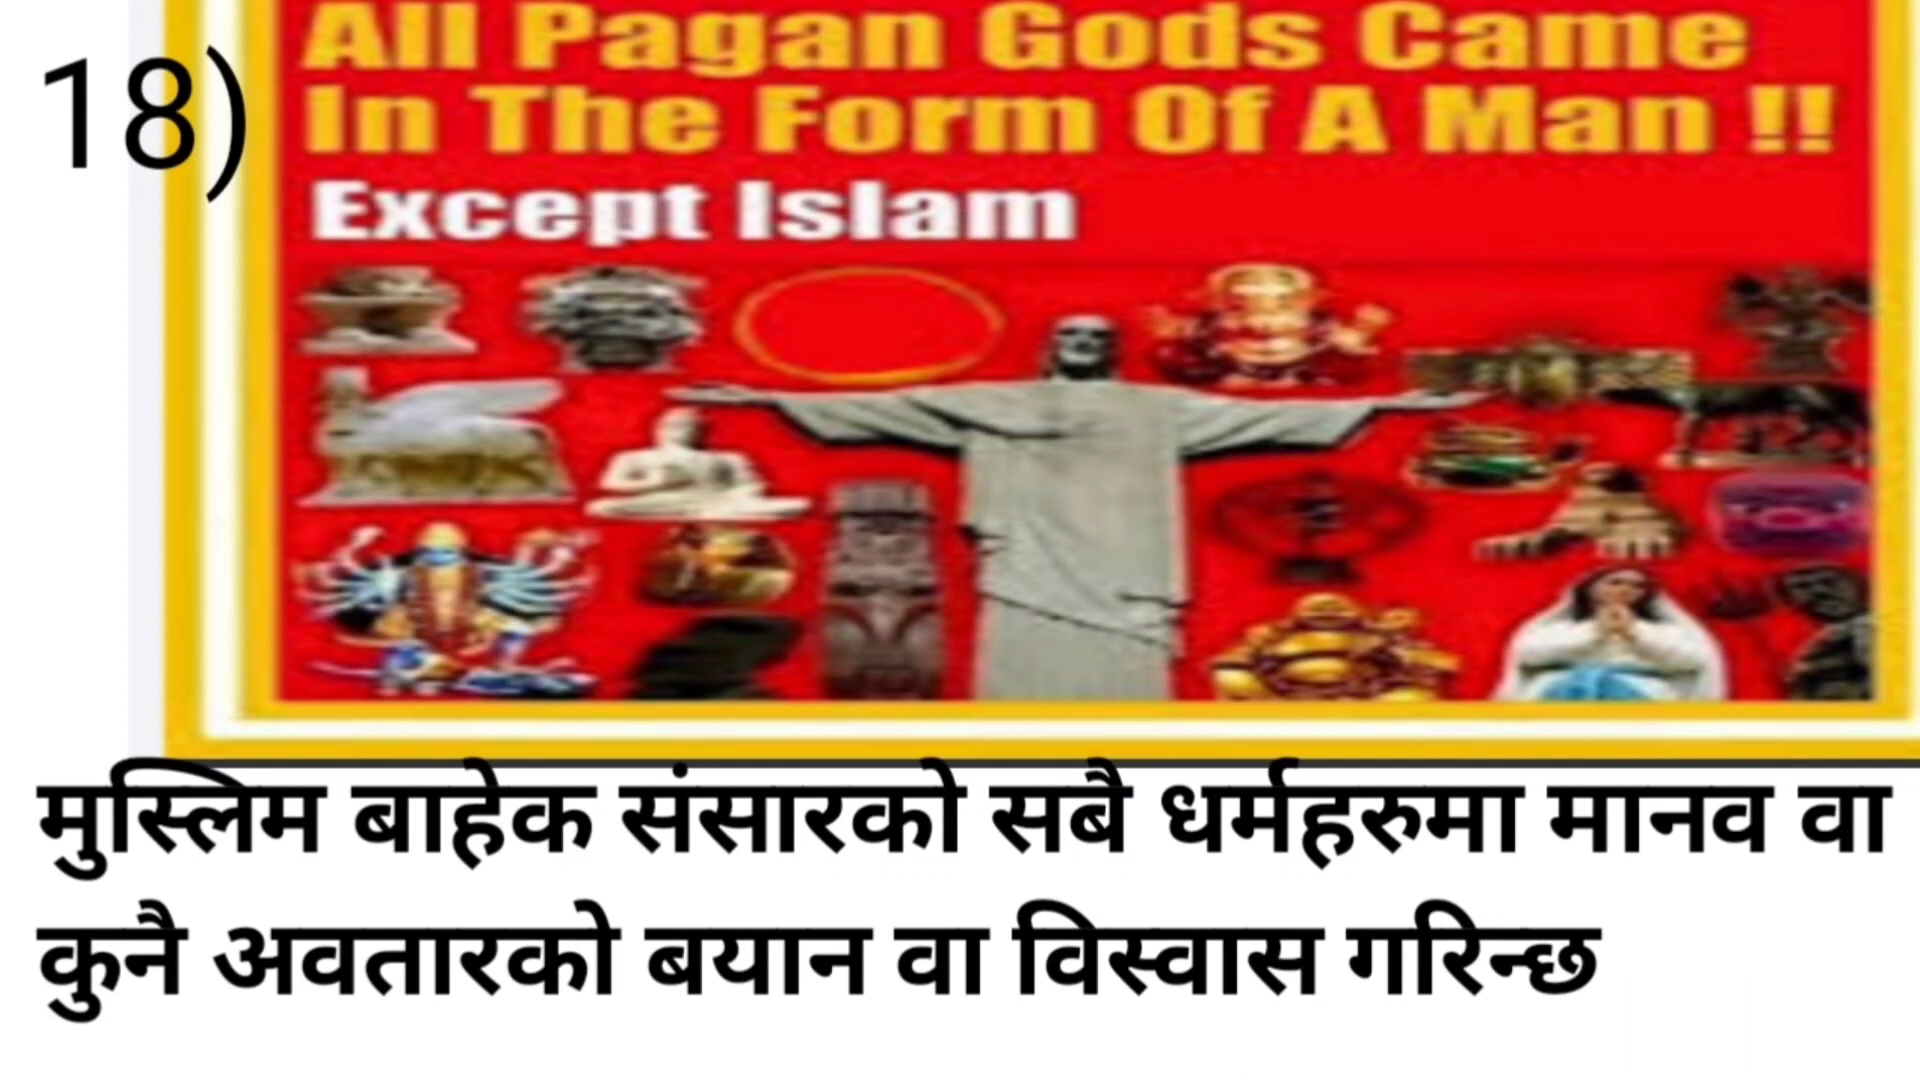 18)
All Pagan Gods Came
In The Form Of A Man !!
Except Islam
मुस्लिम बाहेक संसारको सबै धर्महरुमा मानव वा
कुनै अवतारको बयान वा विस्वास गरिन्छ